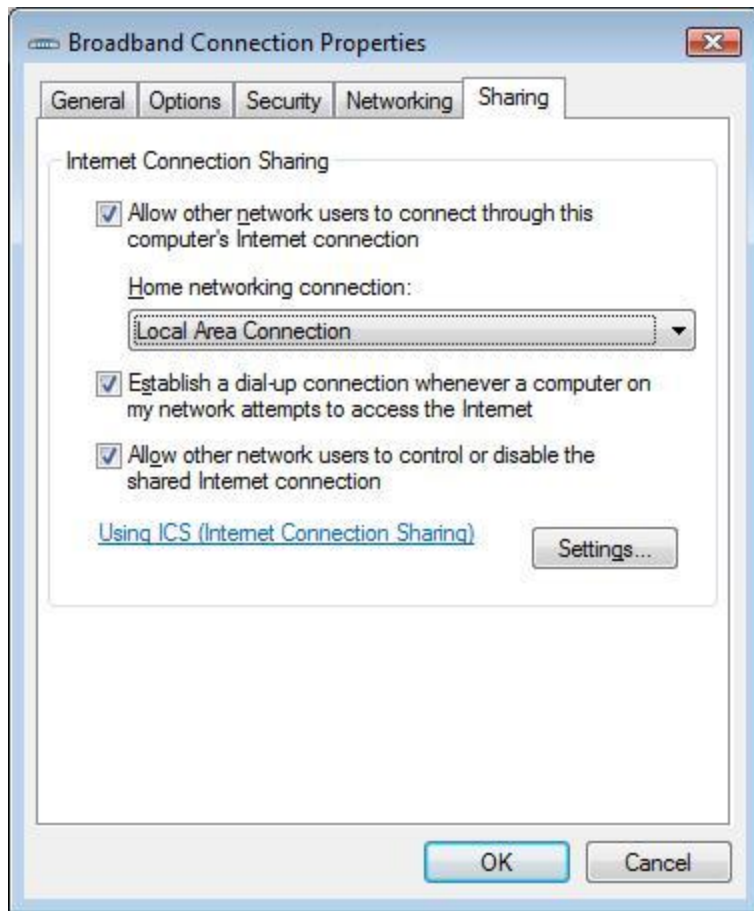 Broadband Connection Properties
General Options Security Networking Sharing
Internet Connection Sharing
Allow other network users to connect through this
computer's Internet connection
Home networking connection:
Local Area Connection
Establish a dial-up connection whenever a computer on
my network attempts to access the Internet
Allow other network users to control or disable the
shared Internet connection
Using ICS (Internet Connection Sharing)
Settings...
OK Cancel